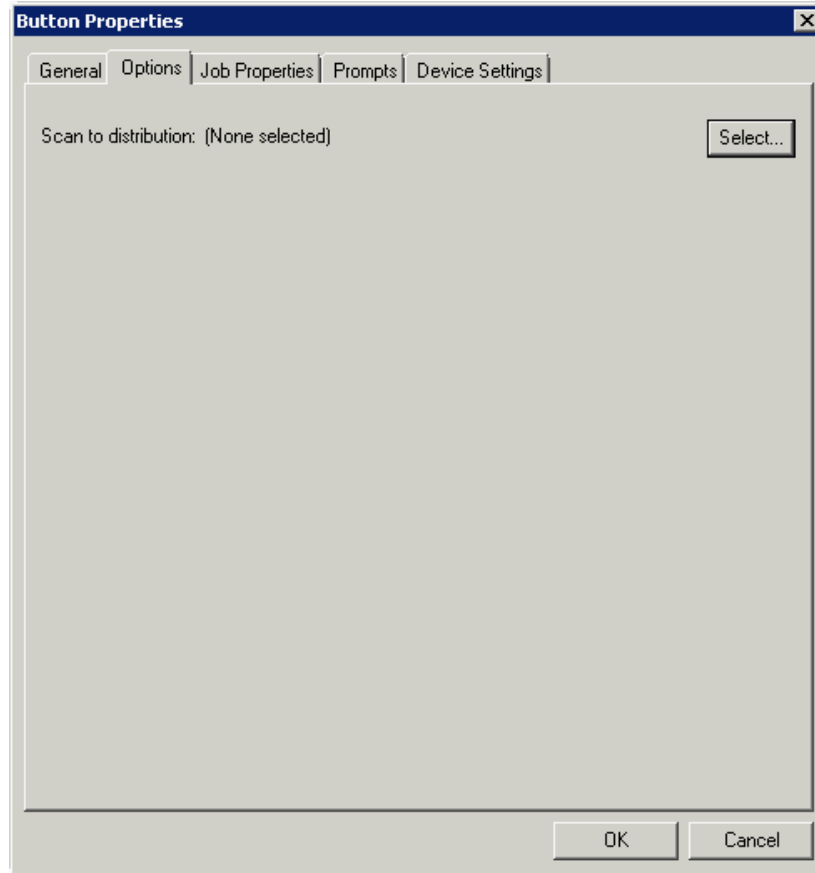 Button Properties
General Options Job Properties Prompts Device Settings
Scan to distribution: (None selected) Select...
OK Cancel